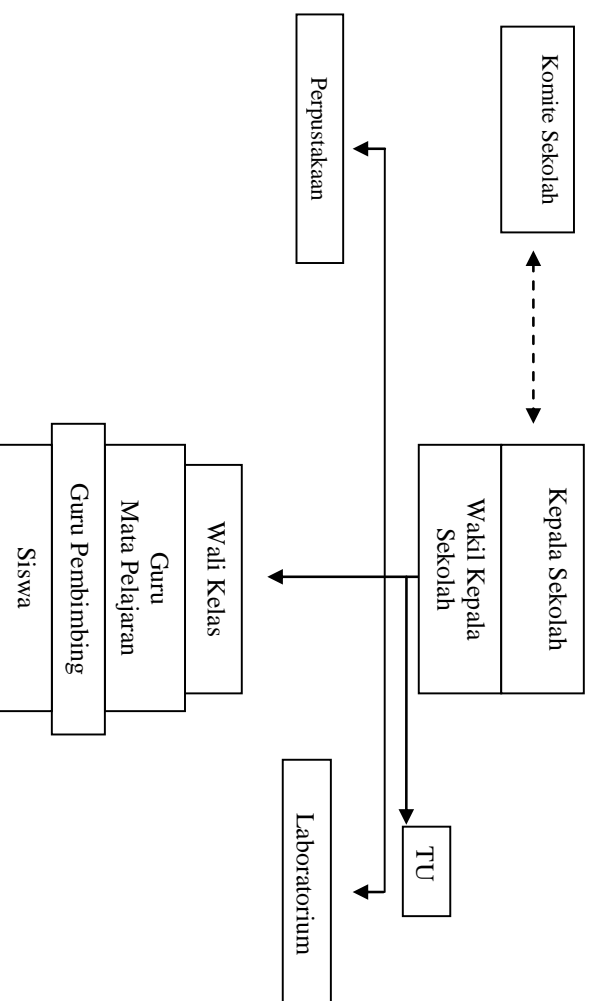 Komite Sekolah
Kepala Sekolah
Wakil Kepala
Sekolah
TU
Perpustakaan
Laboratorium
Wali Kelas
Guru
Mata Pelajaran
Guru Pembimbing
Siswa